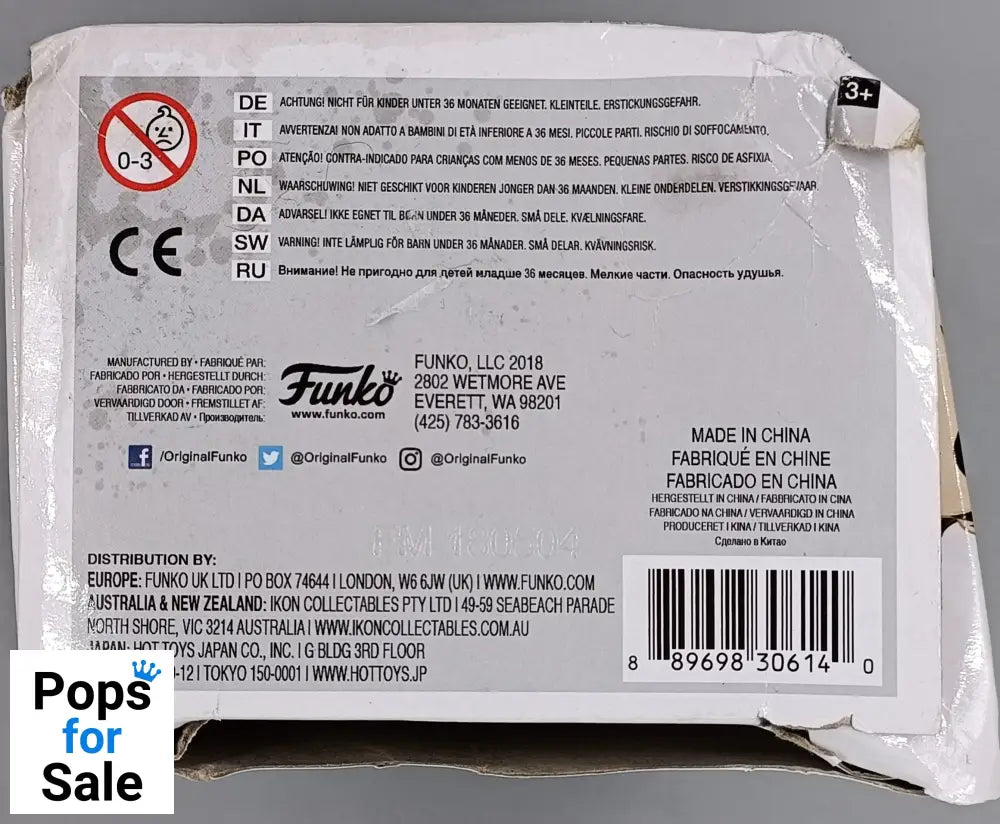 3+
0-3
DE ACHTUNG! NICHT FÜR KINDER UNTER 36 MONATEN GEEIGNET. KLEINTEILE. ERSTICKUNGSGEFAHR.
IT AVVERTENZA! NON ADATTO A BAMBINI DI ETÀ INFERIORE A 36 MESI. PICCOLE PARTI. RISCHIO DI SOFFOCAMENTO.
PO ATENÇÃO! CONTRA-INDICADO PARA CRIANÇAS COM MENOS DE 36 MESES. PEQUENAS PARTES. RISCO DE ASFIXIA.
NL WAARSCHUWING! NIET GESCHIKT VOOR KINDEREN JONGER DAN 36 MAANDEN. KLEINE ONDERDELEN. VERSTIKKINGSGEVAAR.
DA ADVARSEL! IKKE EGNET TIL BØRN UNDER 36 MÅNEDER. SMÅ DELE. KVÆLNINGSFARE.
SW VARNING! INTE LÄMPLIG FÖR BARN UNDER 36 MÅNADER. SMÅ DELAR. KVÄVNINGSRISK.
RU Внимание! Не пригодно для детей младше 36 месяцев. Мелкие части. Опасность удушья.
CE
MANUFACTURED BY • FABRIQUÉ PAR:
FABRICADO POR • HERGESTELLT DURCH:
FABBRICATO DA • FABRICADO POR:
VERVAARDIGD DOOR • FREMSTILLET AF:
TILLVERKAD AV • Производитель:
Funko
www.funko.com
FUNKO, LLC 2018
2802 WETMORE AVE
EVERETT, WA 98201
(425) 783-3616
/OriginalFunko @OriginalFunko @OriginalFunko
MADE IN CHINA
FABRIQUÉ EN CHINE
FABRICADO EN CHINA
HERGESTELLT IN CHINA / FABBRICATO IN CINA
FABRICADO NA CHINA / VERVAARDIGD IN CHINA
PRODUCERET I KINA / TILLVERKAD I KINA
Сделано в Китао
DISTRIBUTION BY:
EUROPE: FUNKO UK LTD | PO BOX 74644 | LONDON, W6 6JW (UK) | WWW.FUNKO.COM
AUSTRALIA & NEW ZEALAND: IKON COLLECTABLES PTY LTD | 49-59 SEABEACH PARADE
NORTH SHORE, VIC 3214 AUSTRALIA | WWW.IKONCOLLECTABLES.COM.AU
JAPAN: HOT TOYS JAPAN CO., INC. | G BLDG 3RD FLOOR
-12 | TOKYO 150-0001 | WWW.HOTTOYS.JP
8 89698 30614 0
Pops
for
Sale